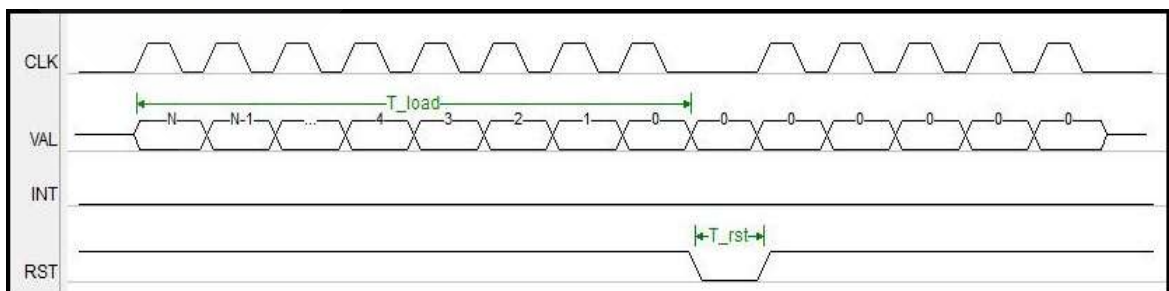 CLK
T_load
VAL N N-1 ... 4 3 2 1 0 0 0 0 0 0 0
INT
T_rst
RST